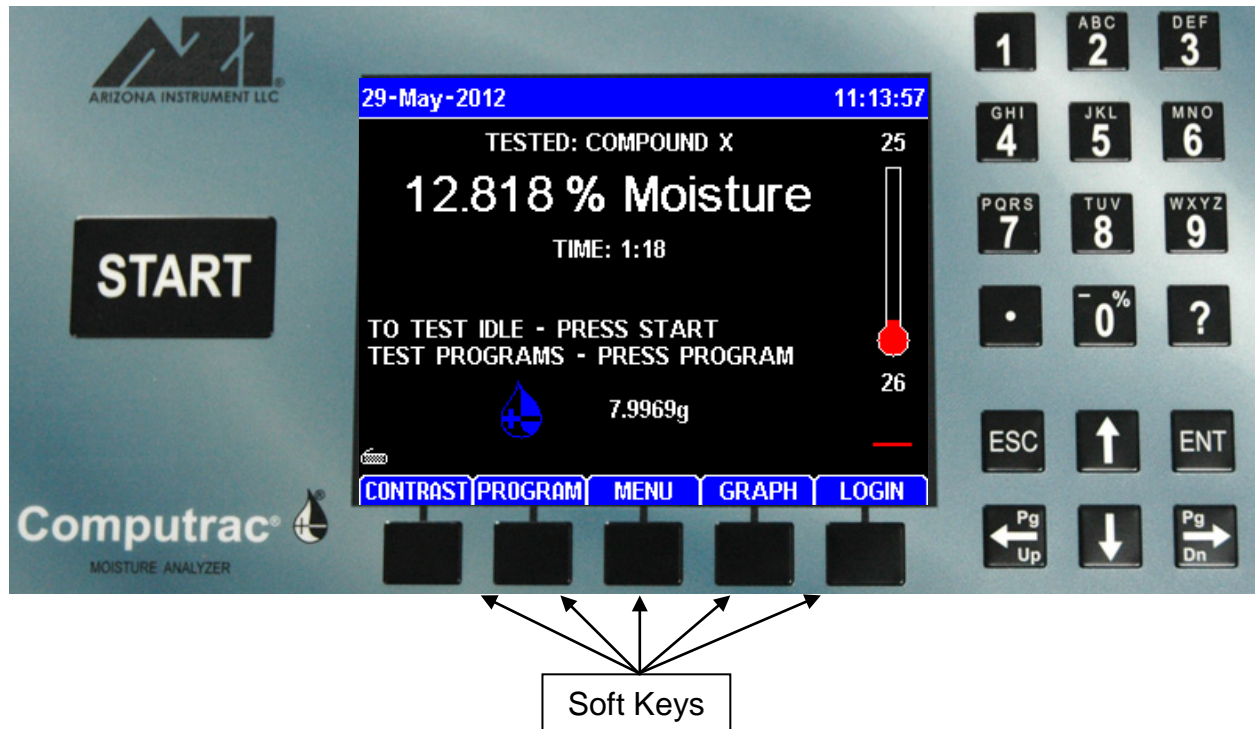 AZI®
ARIZONA INSTRUMENT LLC
START
Computrac®
MOISTURE ANALYZER
29-May-2012 11:13:57
TESTED: COMPOUND X
25
12.818 % Moisture
TIME: 1:18
TO TEST IDLE - PRESS START
TEST PROGRAMS - PRESS PROGRAM
26
7.9969g
CONTRAST PROGRAM MENU GRAPH LOGIN
1
ABC
2
DEF
3
GHI
4
JKL
5
MNO
6
PQRS
7
TUV
8
WXYZ
9
.
- 0 %
?
ESC
↑
ENT
← Pg Up
↓
Pg Dn →
Soft Keys